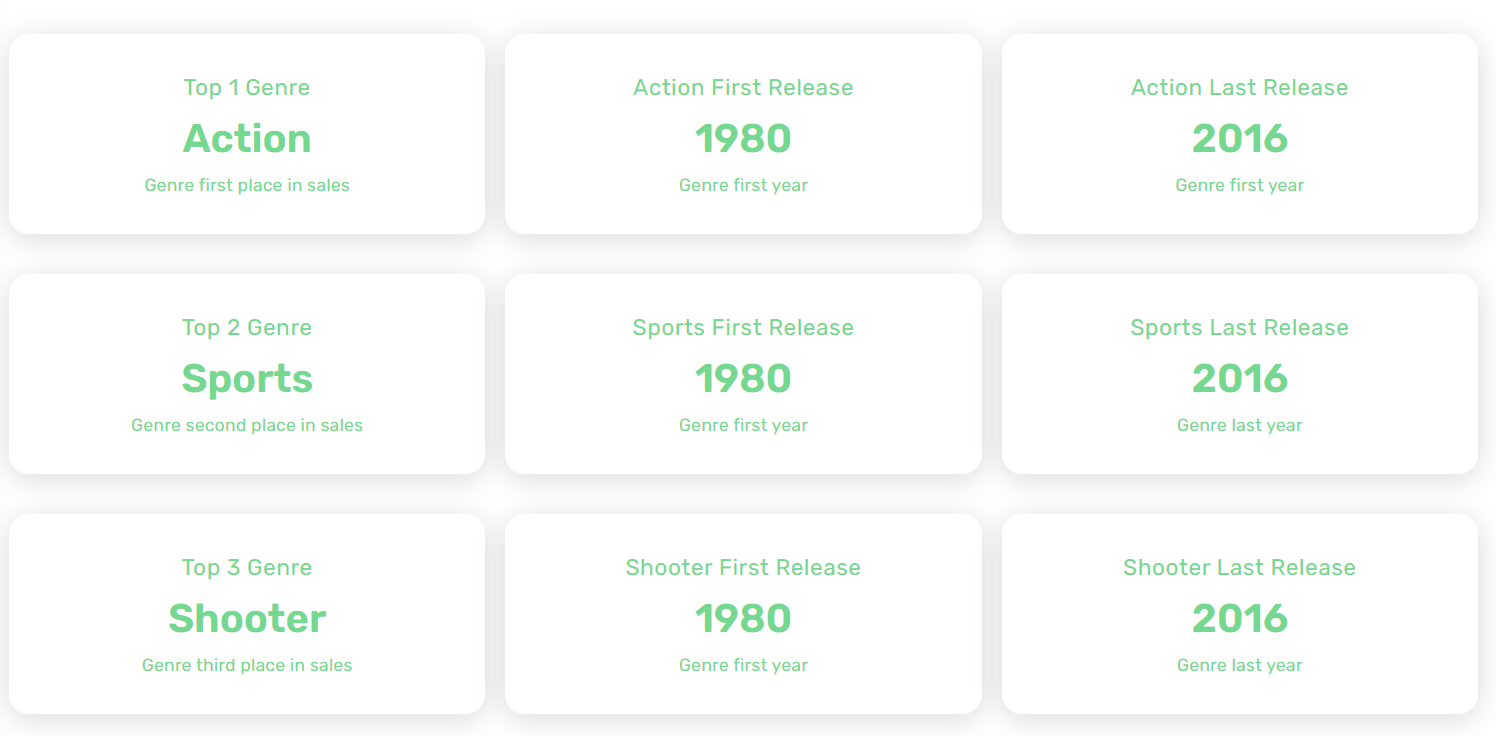 Top 1 Genre
Action
Genre first place in sales
Action First Release
1980
Genre first year
Action Last Release
2016
Genre first year
Top 2 Genre
Sports
Genre second place in sales
Sports First Release
1980
Genre first year
Sports Last Release
2016
Genre last year
Top 3 Genre
Shooter
Genre third place in sales
Shooter First Release
1980
Genre first year
Shooter Last Release
2016
Genre last year